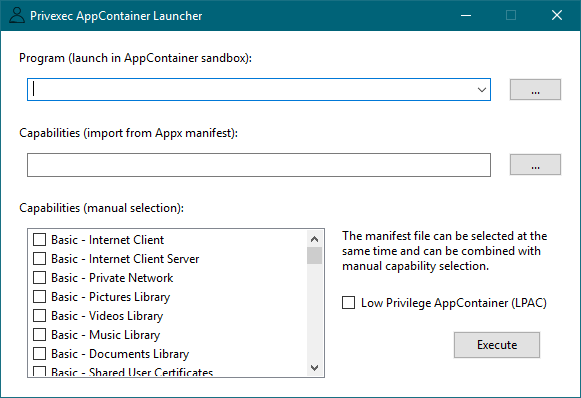 Privexec AppContainer Launcher
Program (launch in AppContainer sandbox):
...
Capabilities (import from Appx manifest):
...
Capabilities (manual selection):
Basic - Internet Client
Basic - Internet Client Server
Basic - Private Network
Basic - Pictures Library
Basic - Videos Library
Basic - Music Library
Basic - Documents Library
Basic - Shared User Certificates
The manifest file can be selected at the
same time and can be combined with
manual capability selection.
Low Privilege AppContainer (LPAC)
Execute